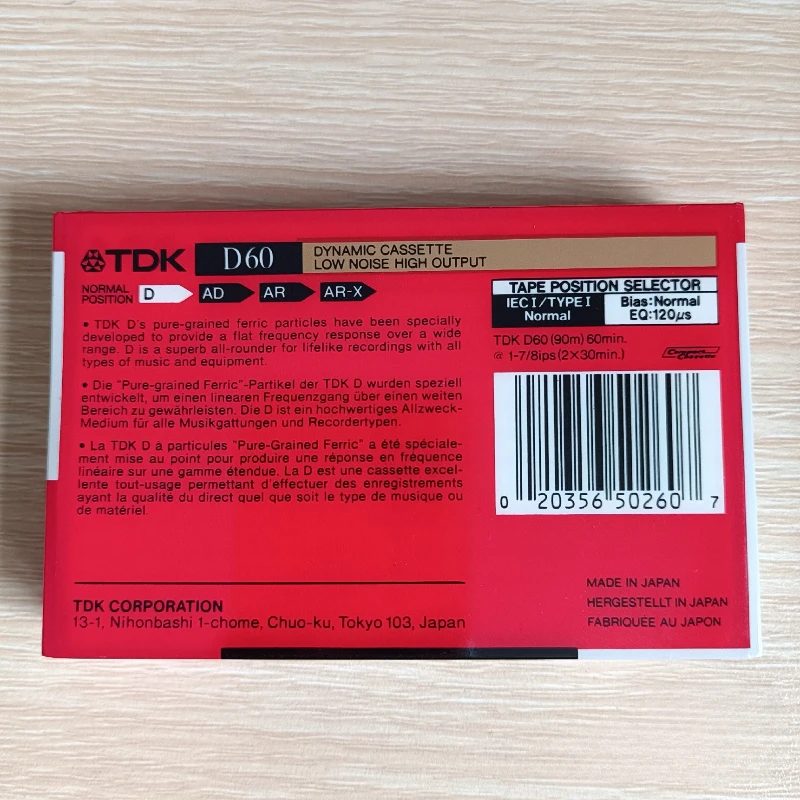 TDK D60 DYNAMIC CASSETTE
LOW NOISE HIGH OUTPUT
NORMAL
POSITION D AD AR AR-X
• TDK D's pure-grained ferric particles have been specially
developed to provide a flat frequency response over a wide
range. D is a superb all-rounder for lifelike recordings with all
types of music and equipment.
• Die "Pure-grained Ferric"-Partikel der TDK D wurden speziell
entwickelt, um einen linearen Frequenzgang über einen weiten
Bereich zu gewährleisten. Die D ist ein hochwertiges Allzweck-
Medium für alle Musikgattungen und Recordertypen.
• La TDK D à particules "Pure-Grained Ferric" a été spéciale-
ment mise au point pour produire une réponse en fréquence
linéaire sur une gamme étendue. La D est une cassette excel-
lente tout-usage permettant d'effectuer des enregistrements
ayant la qualité du direct quel que soit le type de musique ou
de matériel.
TAPE POSITION SELECTOR
IEC I/TYPE I
Normal
Bias:Normal
EQ:120µs
TDK D60 (90m) 60min.
@ 1-7/8ips (2×30min.)
Compact
Cassette
0 20356 50260 7
TDK CORPORATION
13-1, Nihonbashi 1-chome, Chuo-ku, Tokyo 103, Japan
MADE IN JAPAN
HERGESTELLT IN JAPAN
FABRIQUÉE AU JAPON